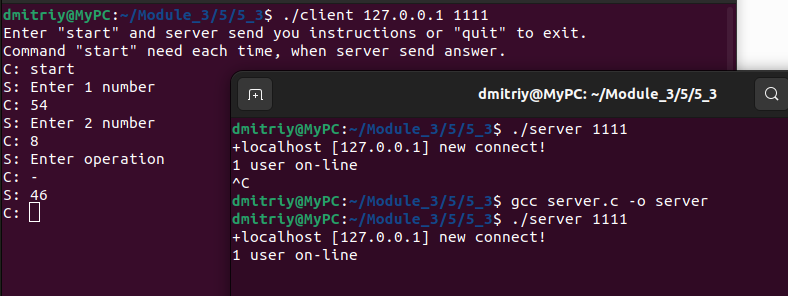 dmitriy@MyPC:~/Module_3/5/5_3$ ./client 127.0.0.1 1111
Enter "start" and server send you instructions or "quit" to exit.
Command "start" need each time, when server send answer.
C: start
S: Enter 1 number
C: 54
S: Enter 2 number
C: 8
S: Enter operation
C: -
S: 46
C:
dmitriy@MyPC: ~/Module_3/5/5_3
dmitriy@MyPC:~/Module_3/5/5_3$ ./server 1111
+localhost [127.0.0.1] new connect!
1 user on-line
^C
dmitriy@MyPC:~/Module_3/5/5_3$ gcc server.c -o server
dmitriy@MyPC:~/Module_3/5/5_3$ ./server 1111
+localhost [127.0.0.1] new connect!
1 user on-line